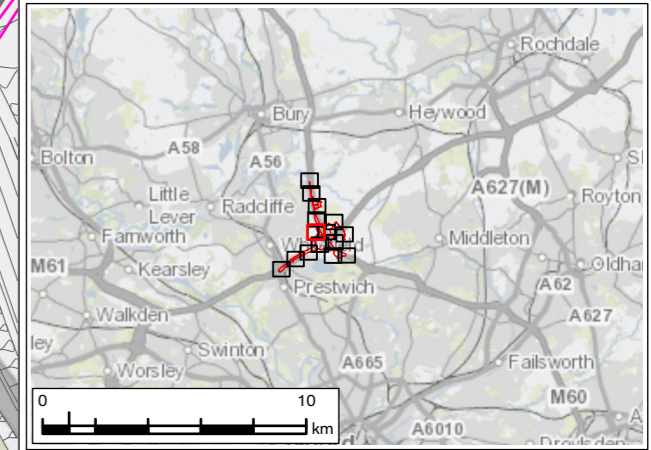 Rochdale
Bury
Heywood
Bolton
A58
A56
A627(M)
Little
Lever
Radcliffe
Royton
Farnworth
Middleton
M61
Kearsley
Prestwich
A62
Walkden
A627
Swinton
Worsley
A665
Failsworth
M60
A6010
0
10
km